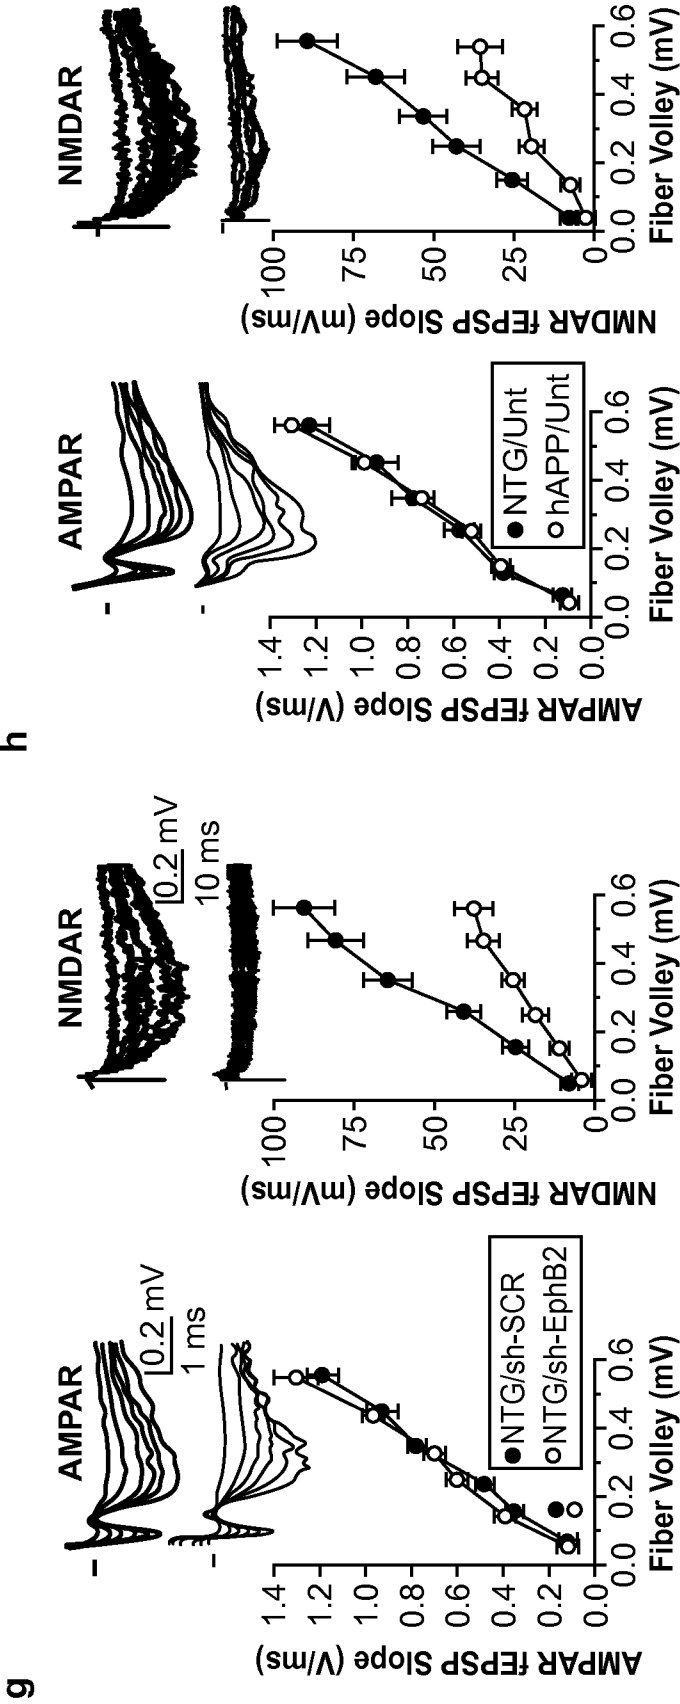 g
AMPAR
0.2 mV
1 ms
AMPAR fEPSP Slope (V/ms)
1.4
1.2
1.0
0.8
0.6
0.4
0.2
0.0
NTG/sh-SCR
NTG/sh-EphB2
0.0 0.2 0.4 0.6
Fiber Volley (mV)
NMDAR
0.2 mV
10 ms
NMDAR fEPSP Slope (mV/ms)
100
75
50
25
0
0.0 0.2 0.4 0.6
Fiber Volley (mV)
h
AMPAR
AMPAR fEPSP Slope (V/ms)
1.4
1.2
1.0
0.8
0.6
0.4
0.2
0.0
NTG/Unt
hAPP/Unt
0.0 0.2 0.4 0.6
Fiber Volley (mV)
NMDAR
NMDAR fEPSP Slope (mV/ms)
100
75
50
25
0
0.0 0.2 0.4 0.6
Fiber Volley (mV)